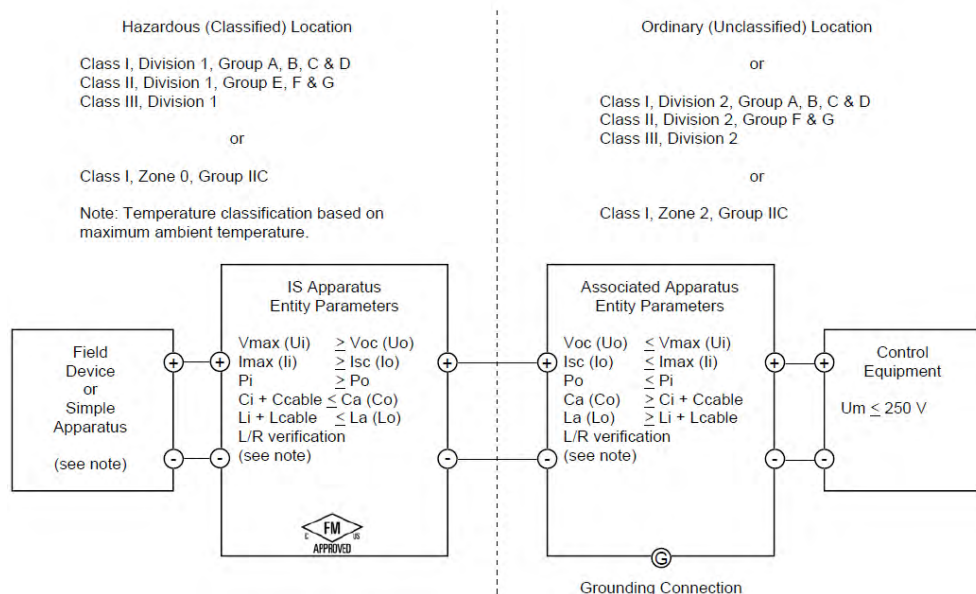 Hazardous (Classified) Location
Class I, Division 1, Group A, B, C & D
Class II, Division 1, Group E, F & G
Class III, Division 1
or
Class I, Zone 0, Group IIC
Note: Temperature classification based on
maximum ambient temperature.
Ordinary (Unclassified) Location
or
Class I, Division 2, Group A, B, C & D
Class II, Division 2, Group F & G
Class III, Division 2
or
Class I, Zone 2, Group IIC
Field
Device
or
Simple
Apparatus
(see note)
+
-
IS Apparatus
Entity Parameters
Vmax (Ui) ≥ Voc (Uo)
Imax (Ii) ≥ Isc (Io)
Pi ≥ Po
Ci + Ccable ≤ Ca (Co)
Li + Lcable ≤ La (Lo)
L/R verification
(see note)
+
-
+
-
C FM US
APPROVED
Associated Apparatus
Entity Parameters
Voc (Uo) ≤ Vmax (Ui)
Isc (Io) ≤ Imax (Ii)
Po ≤ Pi
Ca (Co) ≥ Ci + Ccable
La (Lo) ≥ Li + Lcable
L/R verification
(see note)
+
-
+
-
G
Grounding Connection
Control
Equipment
Um ≤ 250 V
+
-